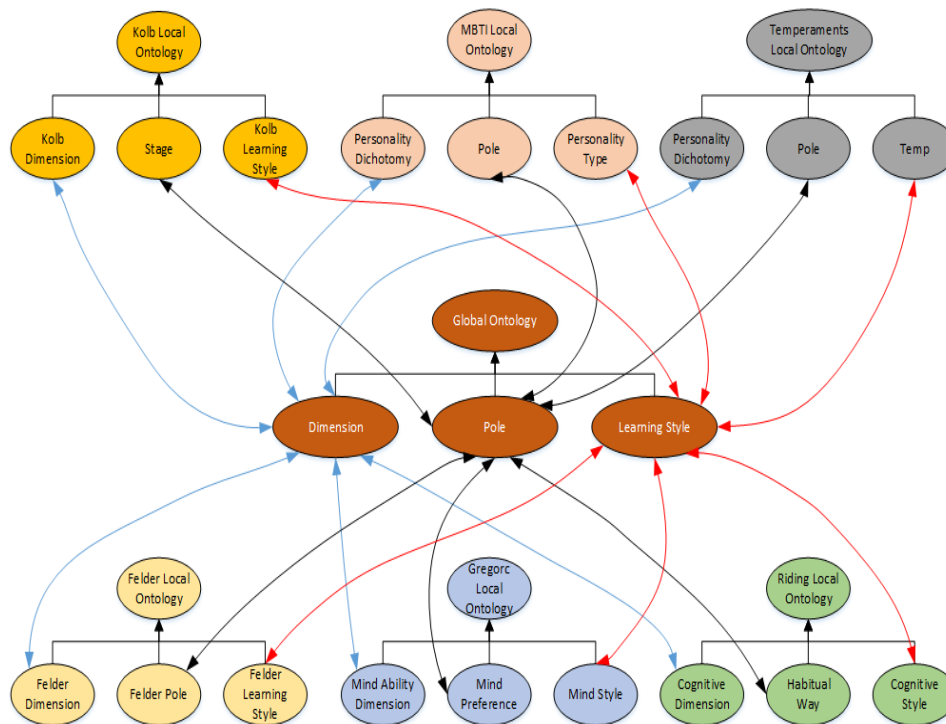 Kolb Local
Ontology
MBTI Local
Ontology
Temperaments
Local Ontology
Kolb
Dimension
Stage
Kolb
Learning
Style
Personality
Dichotomy
Pole
Personality
Type
Personality
Dichotomy
Pole
Temp
Global Ontology
Dimension
Pole
Learning Style
Felder Local
Ontology
Gregorc
Local
Ontology
Riding Local
Ontology
Felder
Dimension
Felder Pole
Felder
Learning
Style
Mind Ability
Dimension
Mind
Preference
Mind Style
Cognitive
Dimension
Habitual
Way
Cognitive
Style